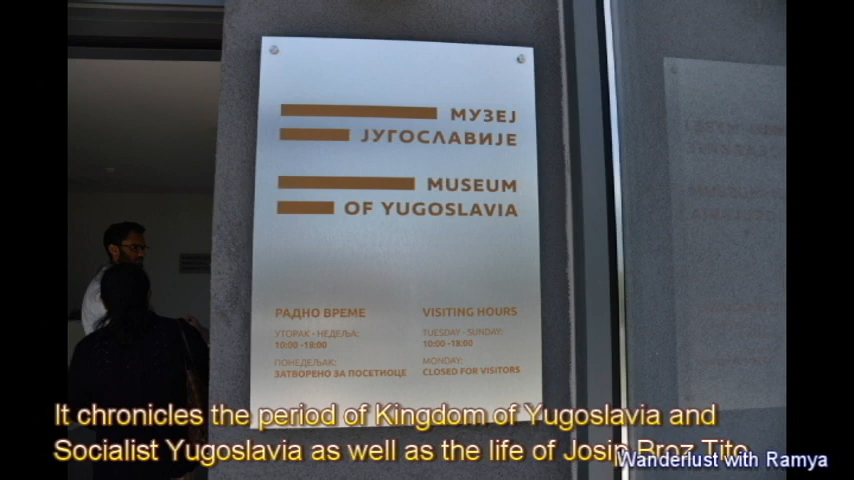 МУЗЕЈ
ЈУГОСЛАВИЈЕ
MUSEUM
OF YUGOSLAVIA
РАДНО ВРЕМЕ
УТОРАК - НЕДЕЉА:
10:00 -18:00
ПОНЕДЕЉАК:
ЗАТВОРЕНО ЗА ПОСЕТИОЦЕ
VISITING HOURS
TUESDAY - SUNDAY:
10:00 -18:00
MONDAY:
CLOSED FOR VISITORS
It chronicles the period of Kingdom of Yugoslavia and
Socialist Yugoslavia as well as the life of Josip Broz Tito
Wanderlust with Ramya